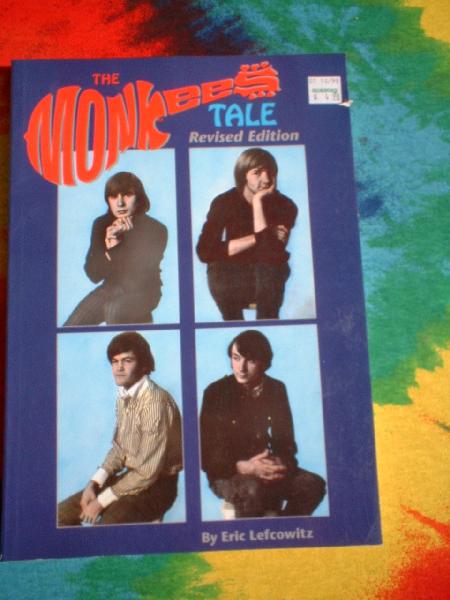 THE
MONKEES
TALE
Revised Edition
By Eric Lefcowitz